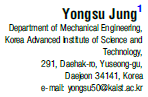 Yongsu Jung1
Department of Mechanical Engineering,
Korea Advanced Institute of Science and
Technology,
291, Daehak-ro, Yuseong-gu,
Daejeon 34141, Korea
e-mail: yongsu50@kaist.ac.kr